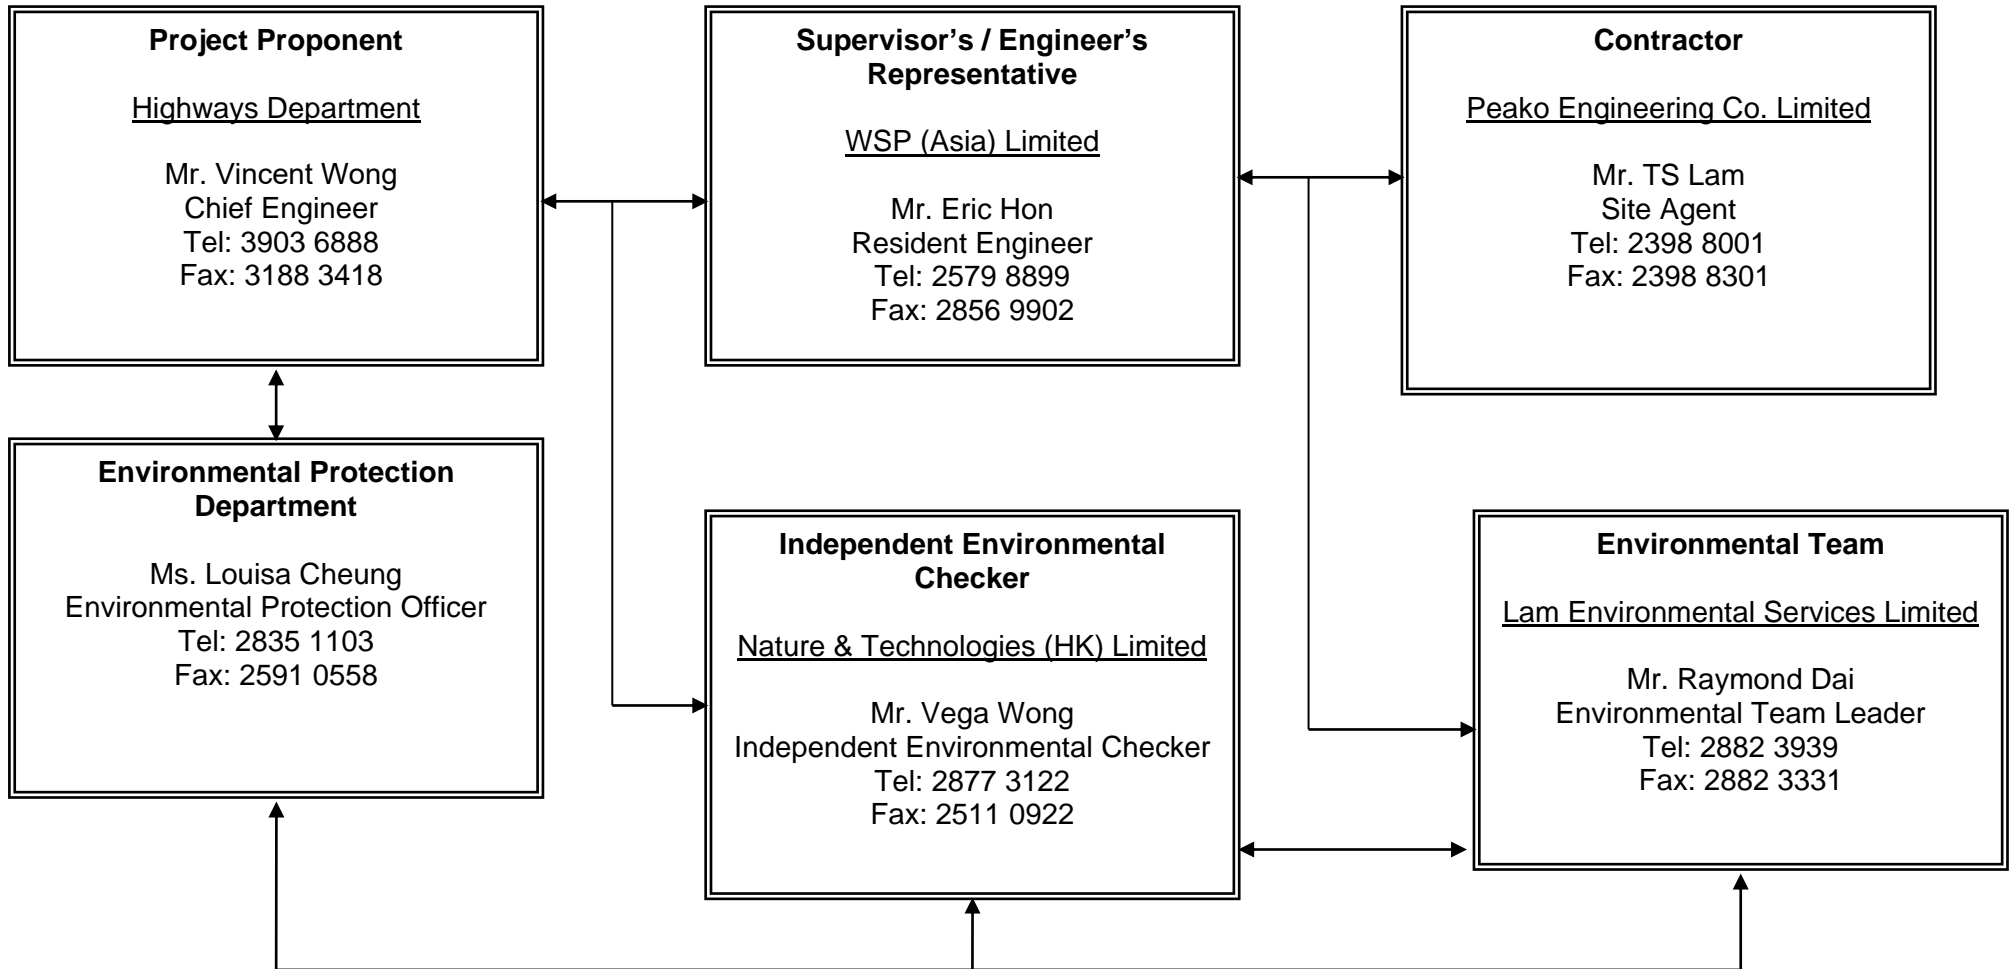 Project Proponent
Highways Department
Mr. Vincent Wong
Chief Engineer
Tel: 3903 6888
Fax: 3188 3418
Supervisor’s / Engineer’s
Representative
WSP (Asia) Limited
Mr. Eric Hon
Resident Engineer
Tel: 2579 8899
Fax: 2856 9902
Contractor
Peako Engineering Co. Limited
Mr. TS Lam
Site Agent
Tel: 2398 8001
Fax: 2398 8301
Environmental Protection
Department
Ms. Louisa Cheung
Environmental Protection Officer
Tel: 2835 1103
Fax: 2591 0558
Independent Environmental
Checker
Nature & Technologies (HK) Limited
Mr. Vega Wong
Independent Environmental Checker
Tel: 2877 3122
Fax: 2511 0922
Environmental Team
Lam Environmental Services Limited
Mr. Raymond Dai
Environmental Team Leader
Tel: 2882 3939
Fax: 2882 3331